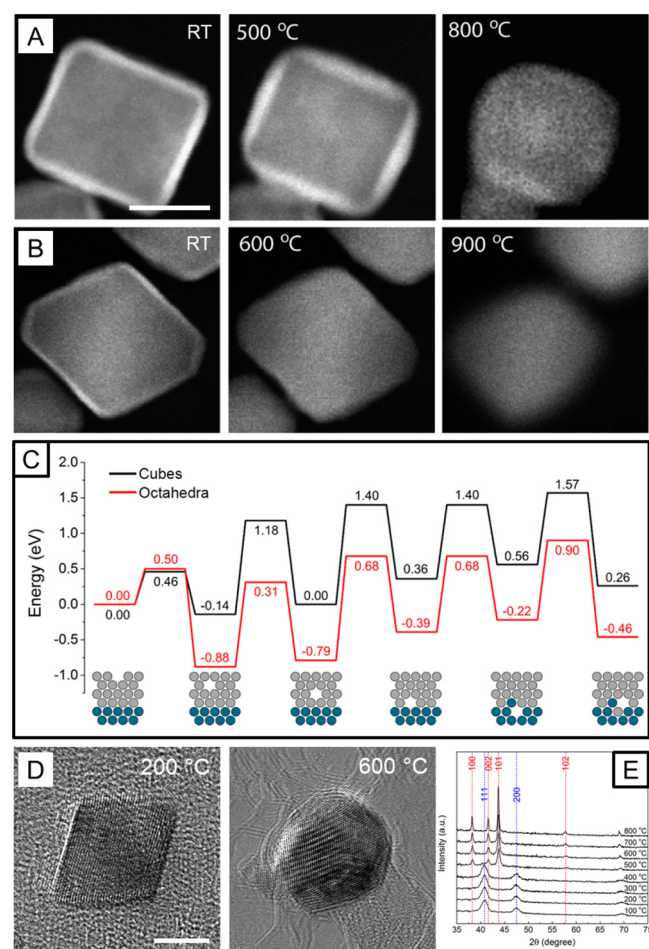 A
RT
500 °C
800 °C
B
RT
600 °C
900 °C
C
Cubes
Octahedra
Energy (eV)
2.0
1.5
1.0
0.5
0.0
-0.5
-1.0
0.00
0.00
0.50
0.46
-0.14
-0.88
1.18
0.31
0.00
-0.79
1.40
0.68
0.36
-0.39
1.40
0.68
0.56
-0.22
1.57
0.90
0.26
-0.46
D
200 °C
600 °C
E
100
111
002
101
200
102
Intensity (a.u.)
800 °C
700 °C
600 °C
500 °C
400 °C
300 °C
200 °C
100 °C
35 40 45 50 55 60 65 70 75
2θ (degree)